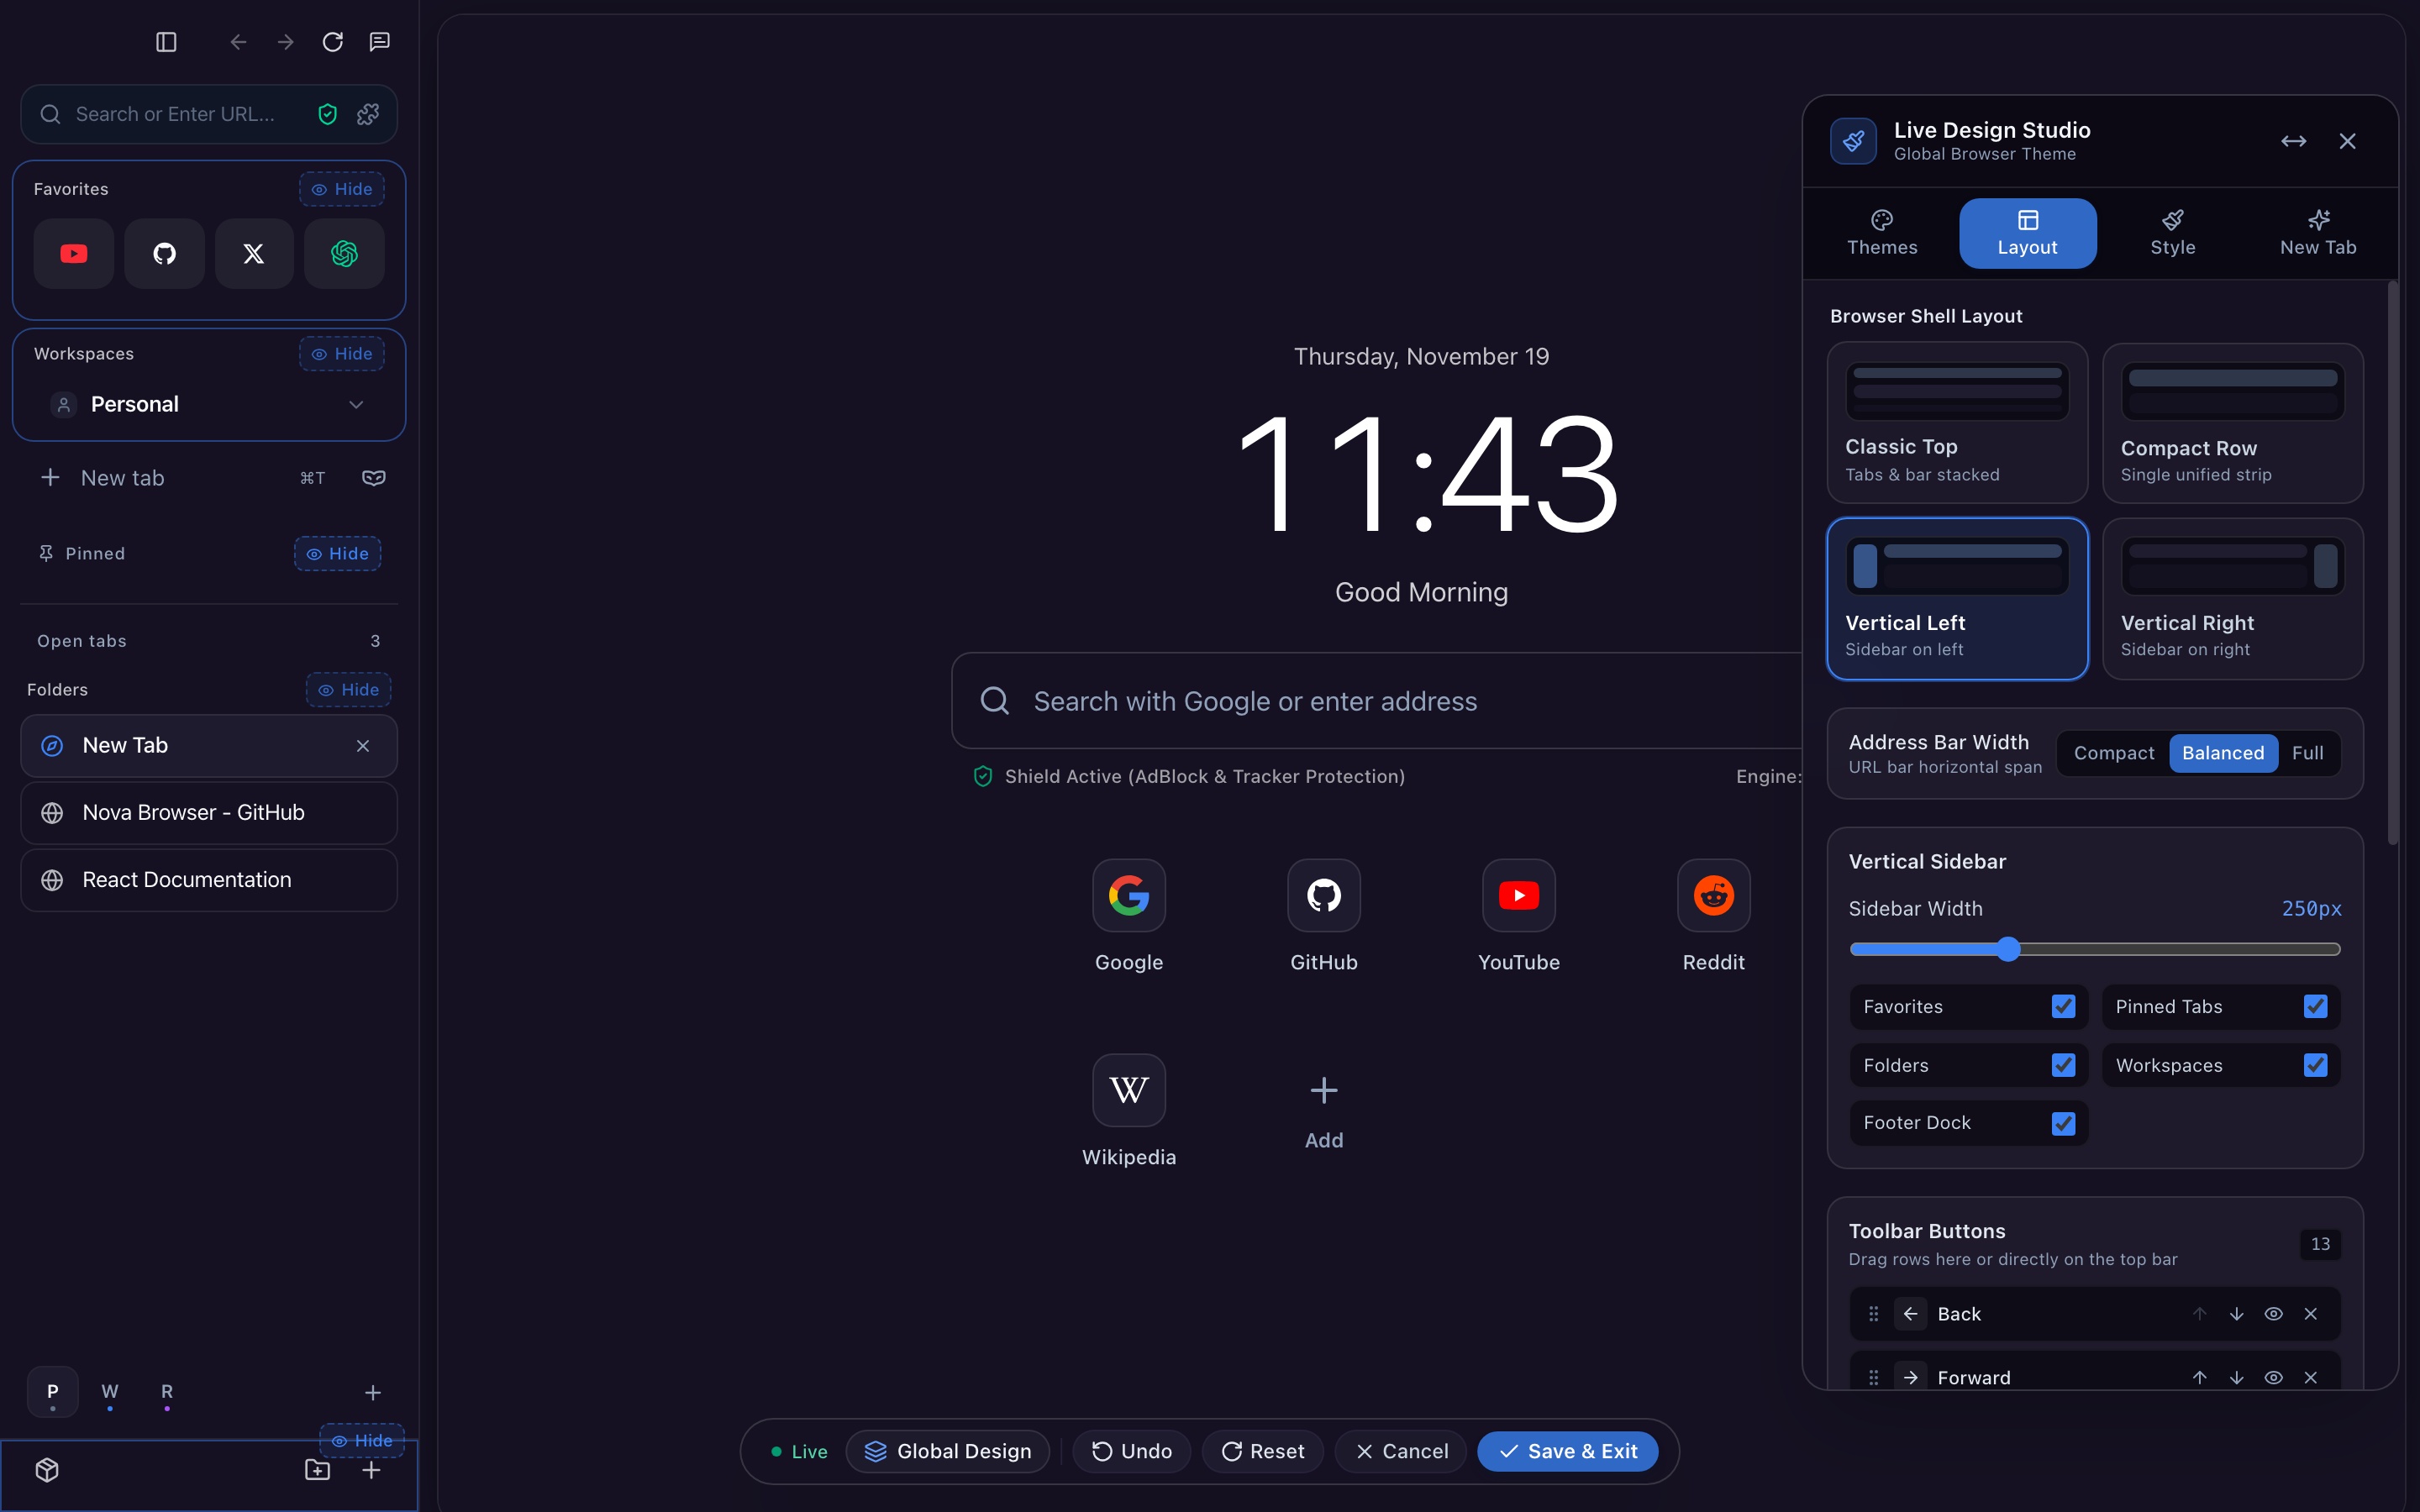 Search or Enter URL...
Favorites
Hide
Workspaces
Hide
Personal
New tab
⌘T
Pinned
Hide
Open tabs
3
Folders
Hide
New Tab
Nova Browser - GitHub
React Documentation
P
W
R
Hide
Thursday, November 19
11:43
Good Morning
Search with Google or enter address
Shield Active (AdBlock & Tracker Protection)
Engine:
Google
GitHub
YouTube
Reddit
W
Wikipedia
Add
Live
Global Design
Undo
Reset
Cancel
Save & Exit
Live Design Studio
Global Browser Theme
Themes
Layout
Style
New Tab
Browser Shell Layout
Classic Top
Tabs & bar stacked
Compact Row
Single unified strip
Vertical Left
Sidebar on left
Vertical Right
Sidebar on right
Address Bar Width
URL bar horizontal span
Compact
Balanced
Full
Vertical Sidebar
Sidebar Width
250px
Favorites
Pinned Tabs
Folders
Workspaces
Footer Dock
Toolbar Buttons
Drag rows here or directly on the top bar
13
Back
Forward